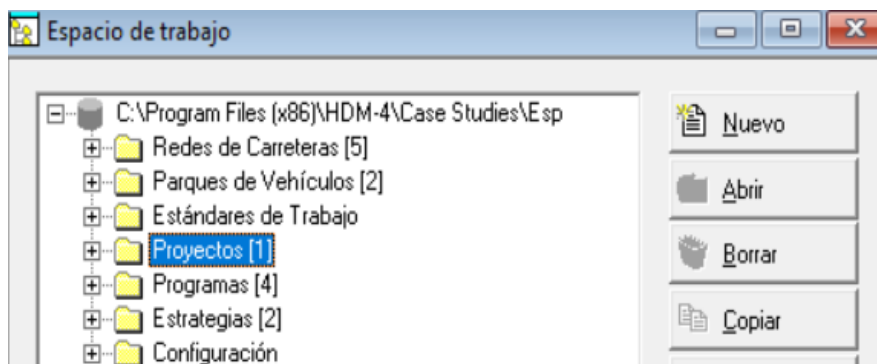 Espacio de trabajo
C:\Program Files (x86)\HDM-4\Case Studies\Esp
Redes de Carreteras [5]
Parques de Vehículos [2]
Estándares de Trabajo
Proyectos [1]
Programas [4]
Estrategias [2]
Configuración
Nuevo
Abrir
Borrar
Copiar